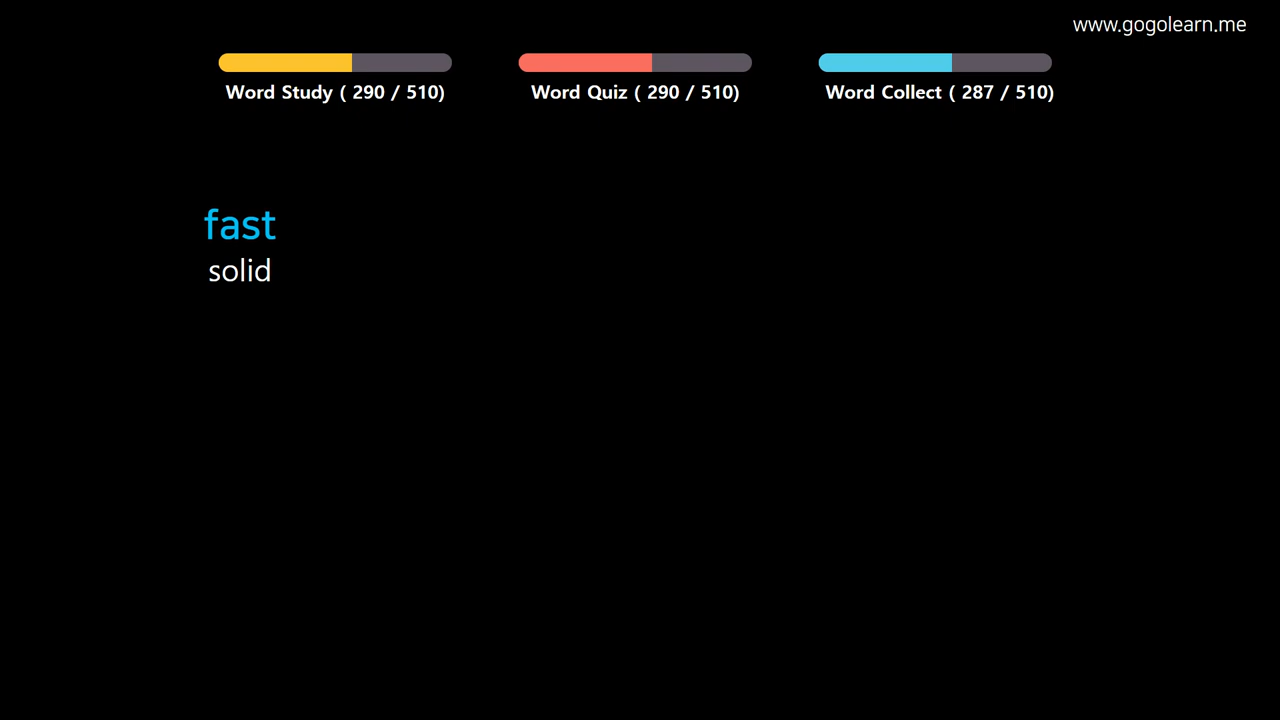 www.gogolearn.me
Word Study ( 290 / 510)
Word Quiz ( 290 / 510)
Word Collect ( 287 / 510)
fast
solid